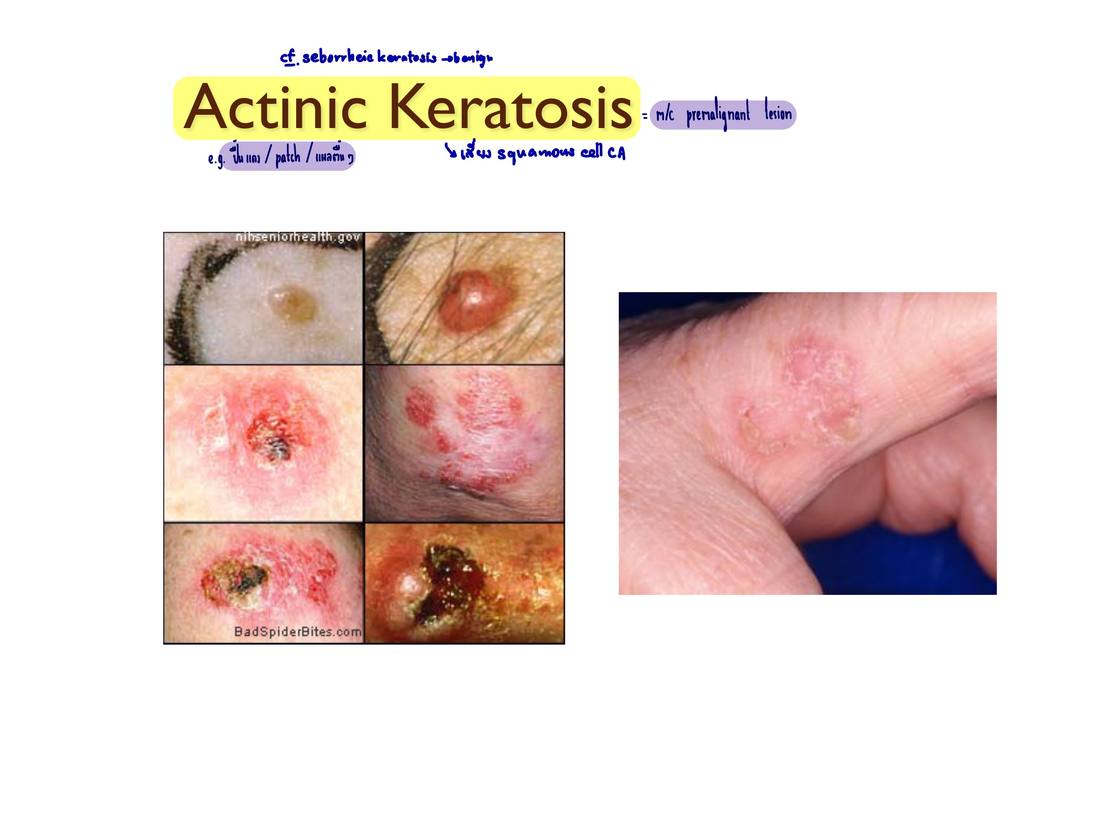 cf. seborrheic keratosis → benign
Actinic Keratosis = m/c premalignant lesion
e.g. ปื้นแดง / patch / แผลตื้นๆ
↘ เสี่ยง squamous cell CA
nihseniorhealth.gov
BadSpiderBites.com